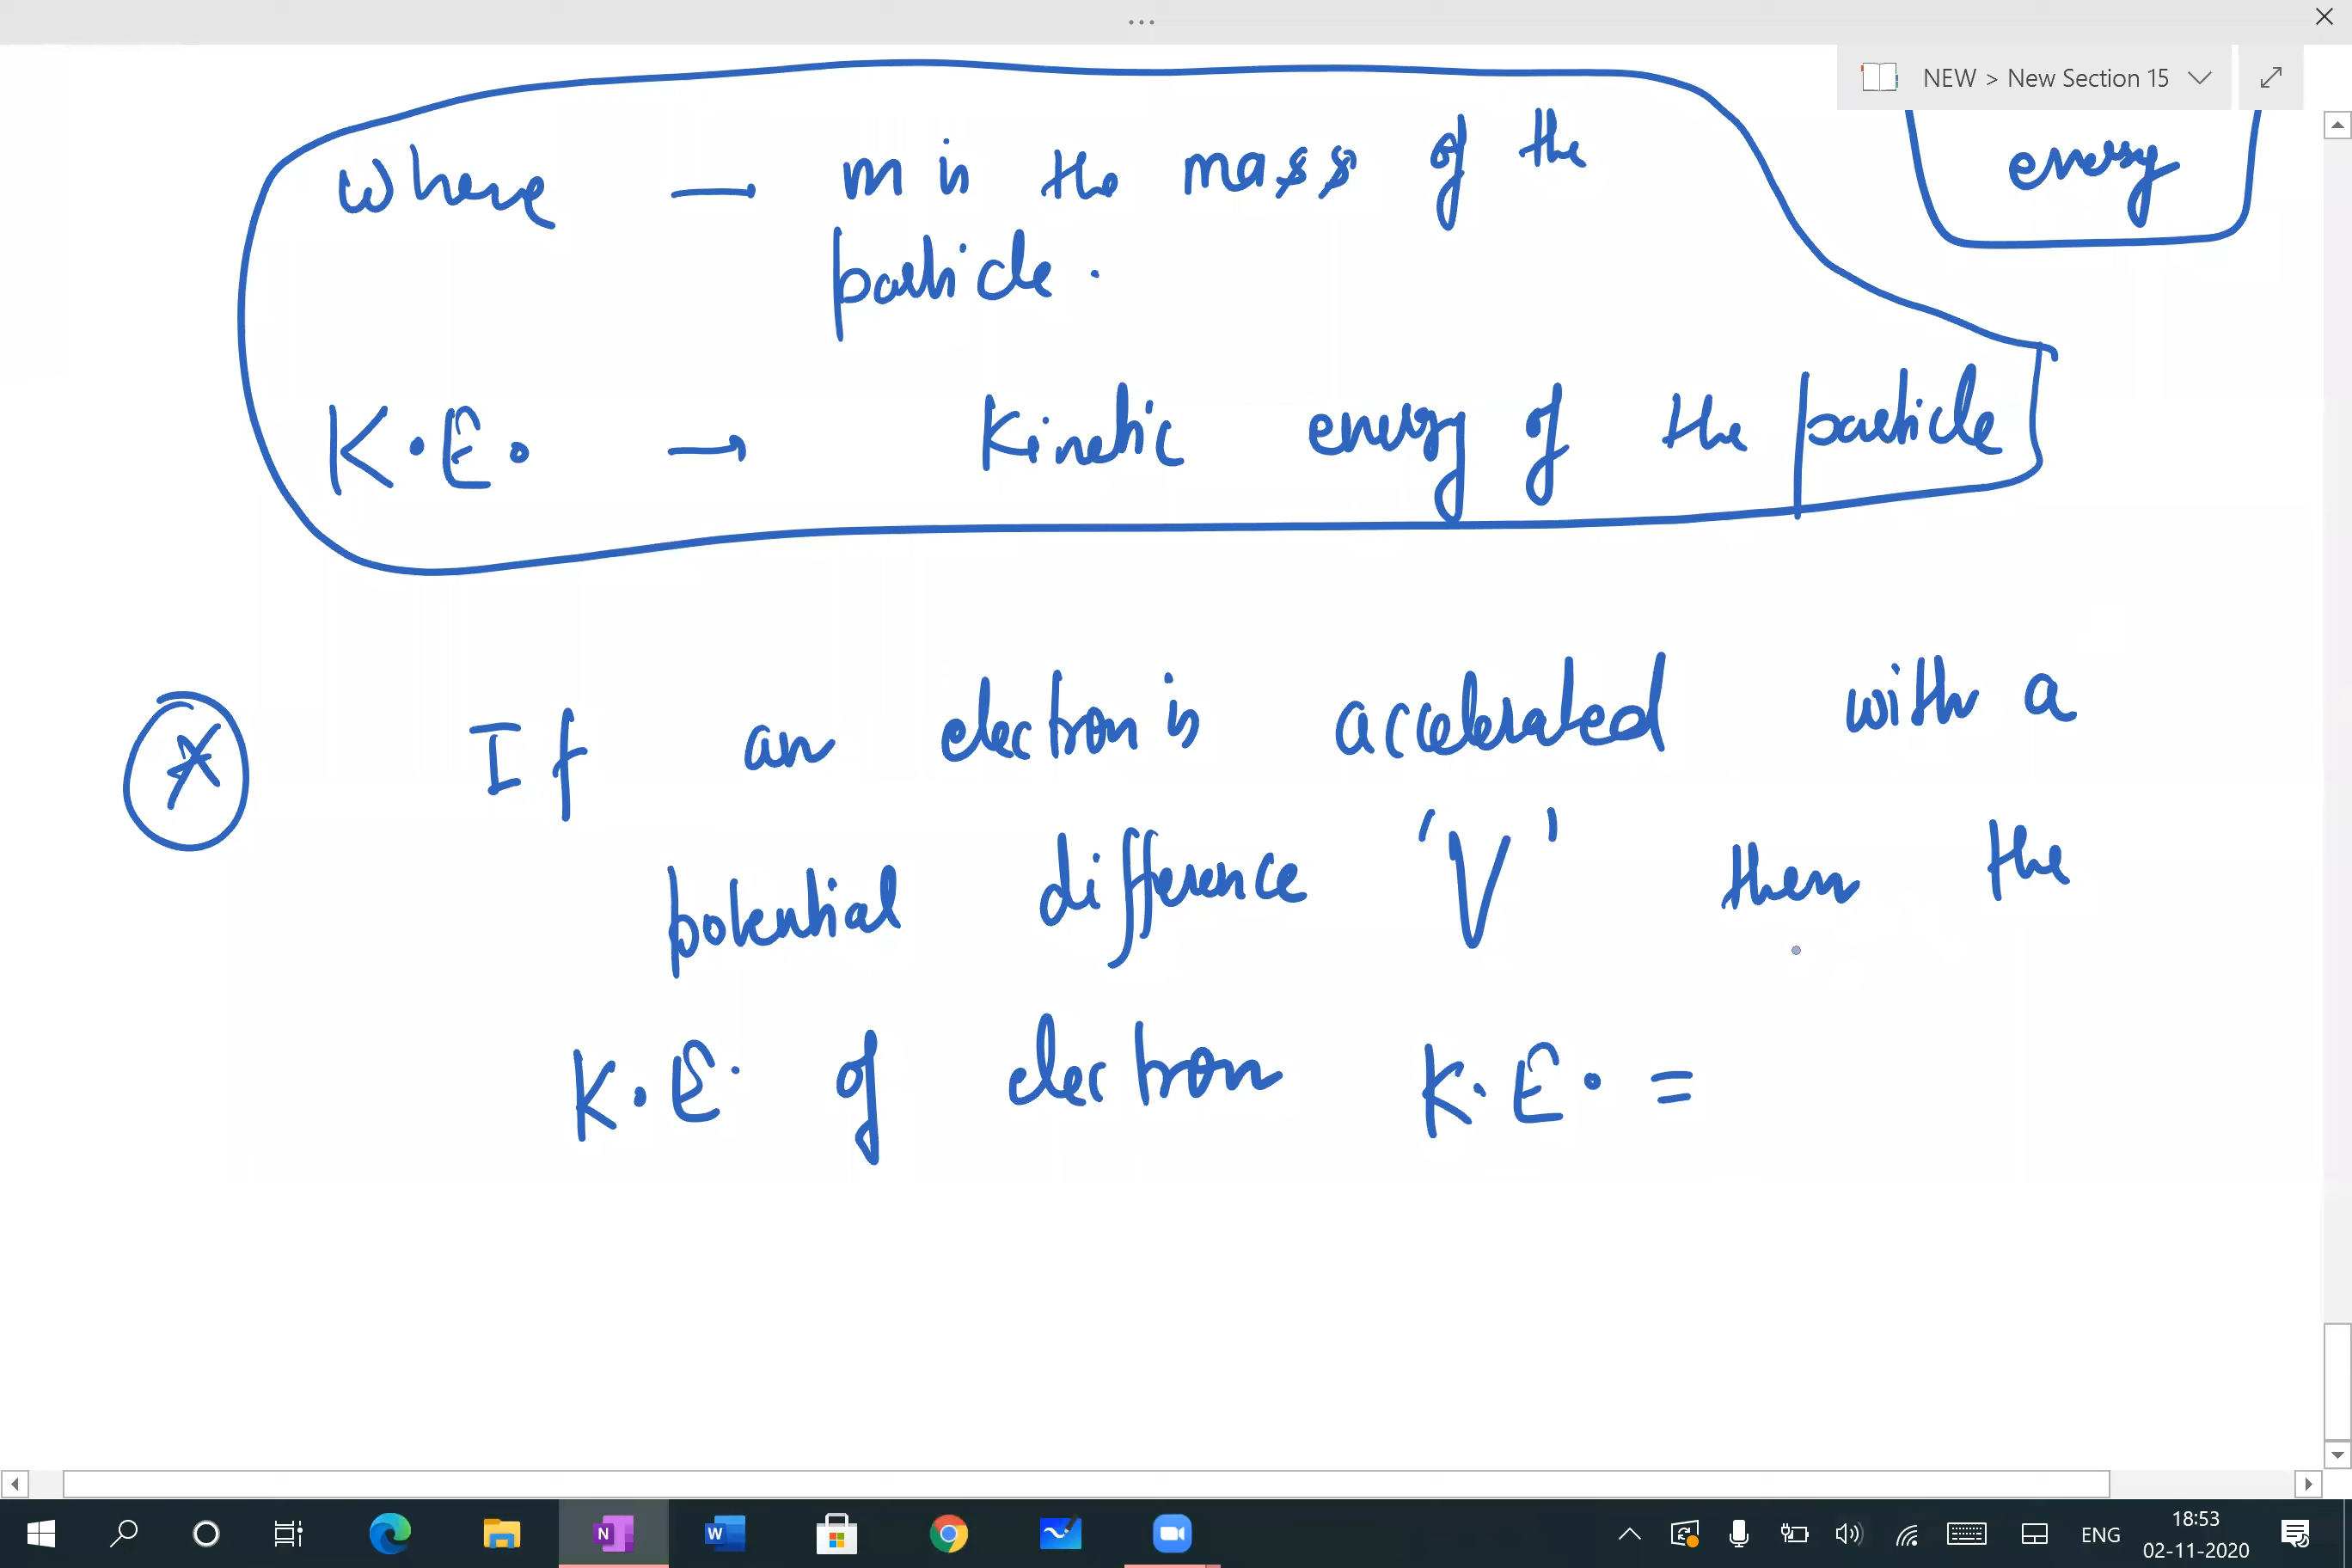 NEW > New Section 15
energy
where → m is the mass of the
particle.
K.E. → Kinetic energy of the particle
If an electron is accelerated with a
potential difference 'V' then the
K.E. of electron K.E. =
ENG
18:53
02-11-2020